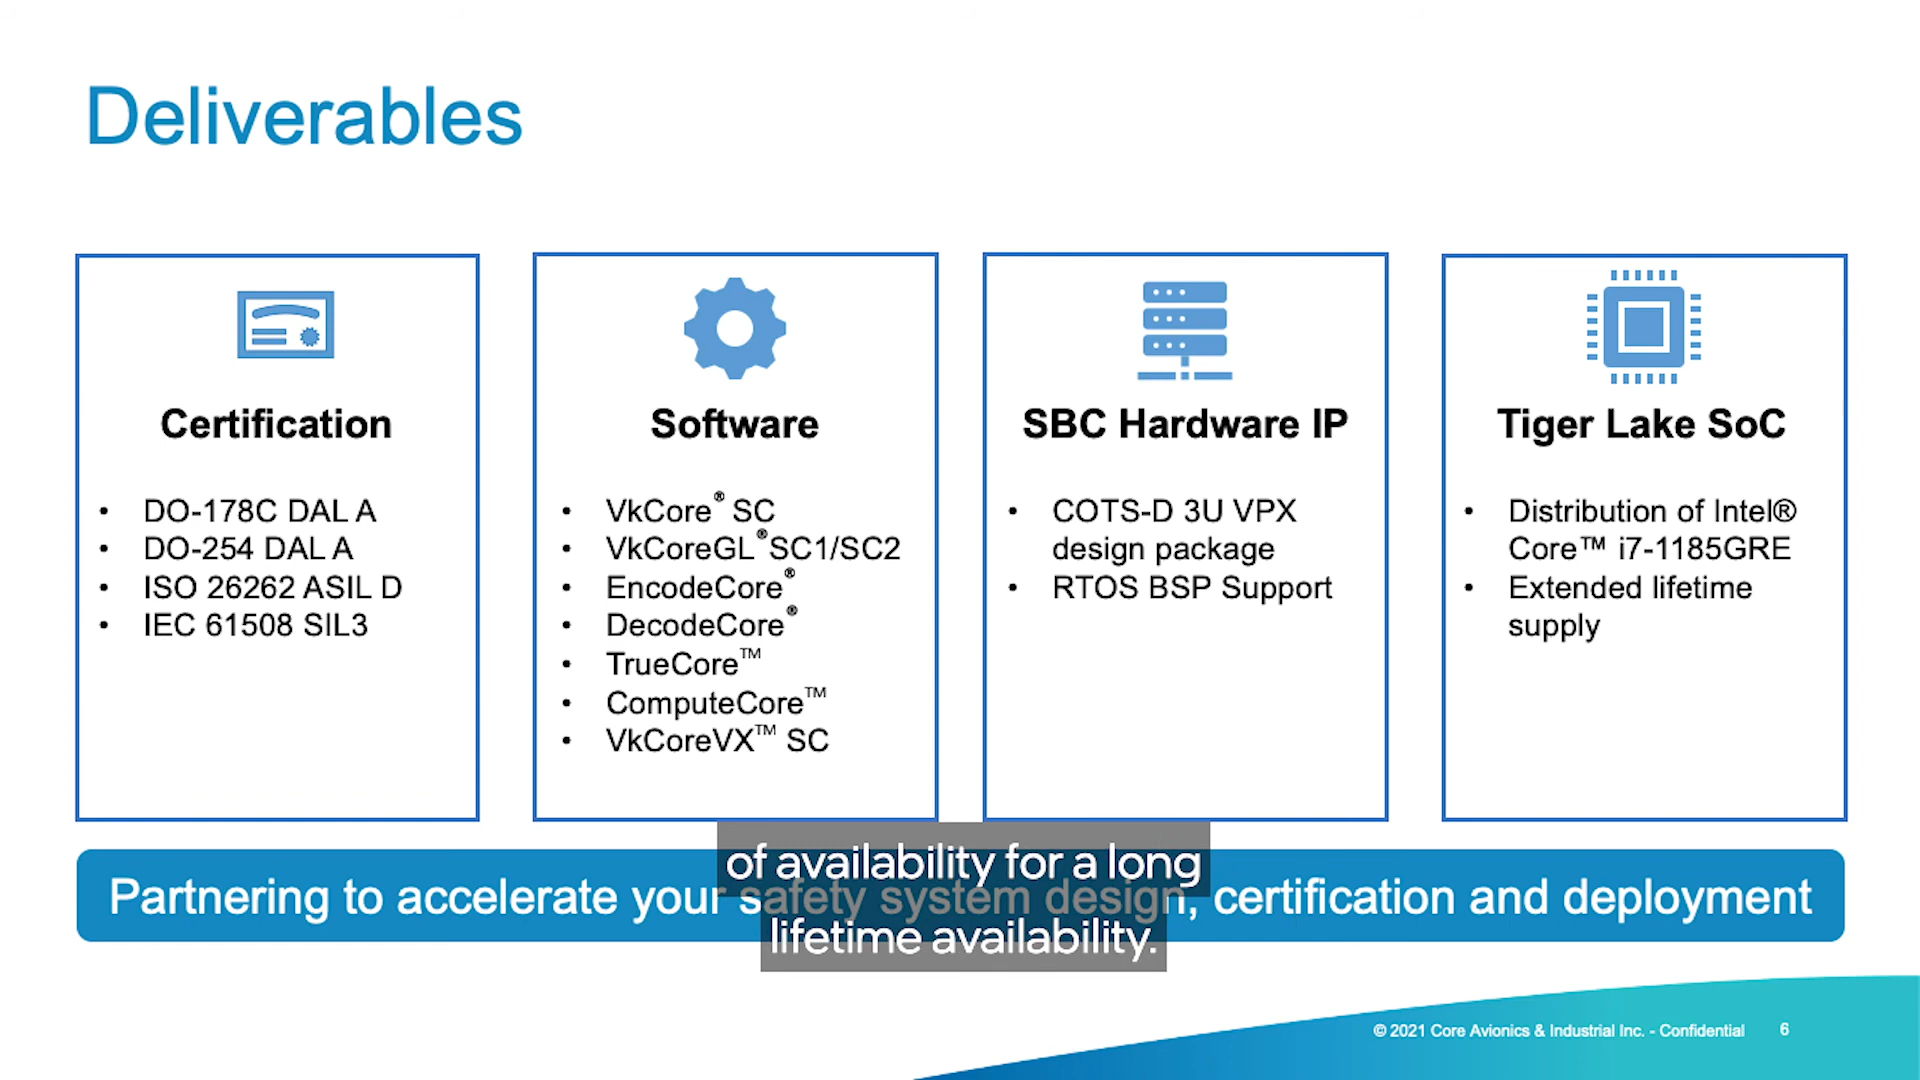 Deliverables
Certification
DO-178C DAL A
DO-254 DAL A
ISO 26262 ASIL D
IEC 61508 SIL3
Software
VkCore® SC
VkCoreGL®SC1/SC2
EncodeCore®
DecodeCore®
TrueCore™
ComputeCore™
VkCoreVX™ SC
SBC Hardware IP
COTS-D 3U VPX
design package
RTOS BSP Support
Tiger Lake SoC
Distribution of Intel®
Core™ i7-1185GRE
Extended lifetime
supply
Partnering to accelerate your safety system design, certification and deployment
of availability for a long
lifetime availability.
© 2021 Core Avionics & Industrial Inc. - Confidential 6